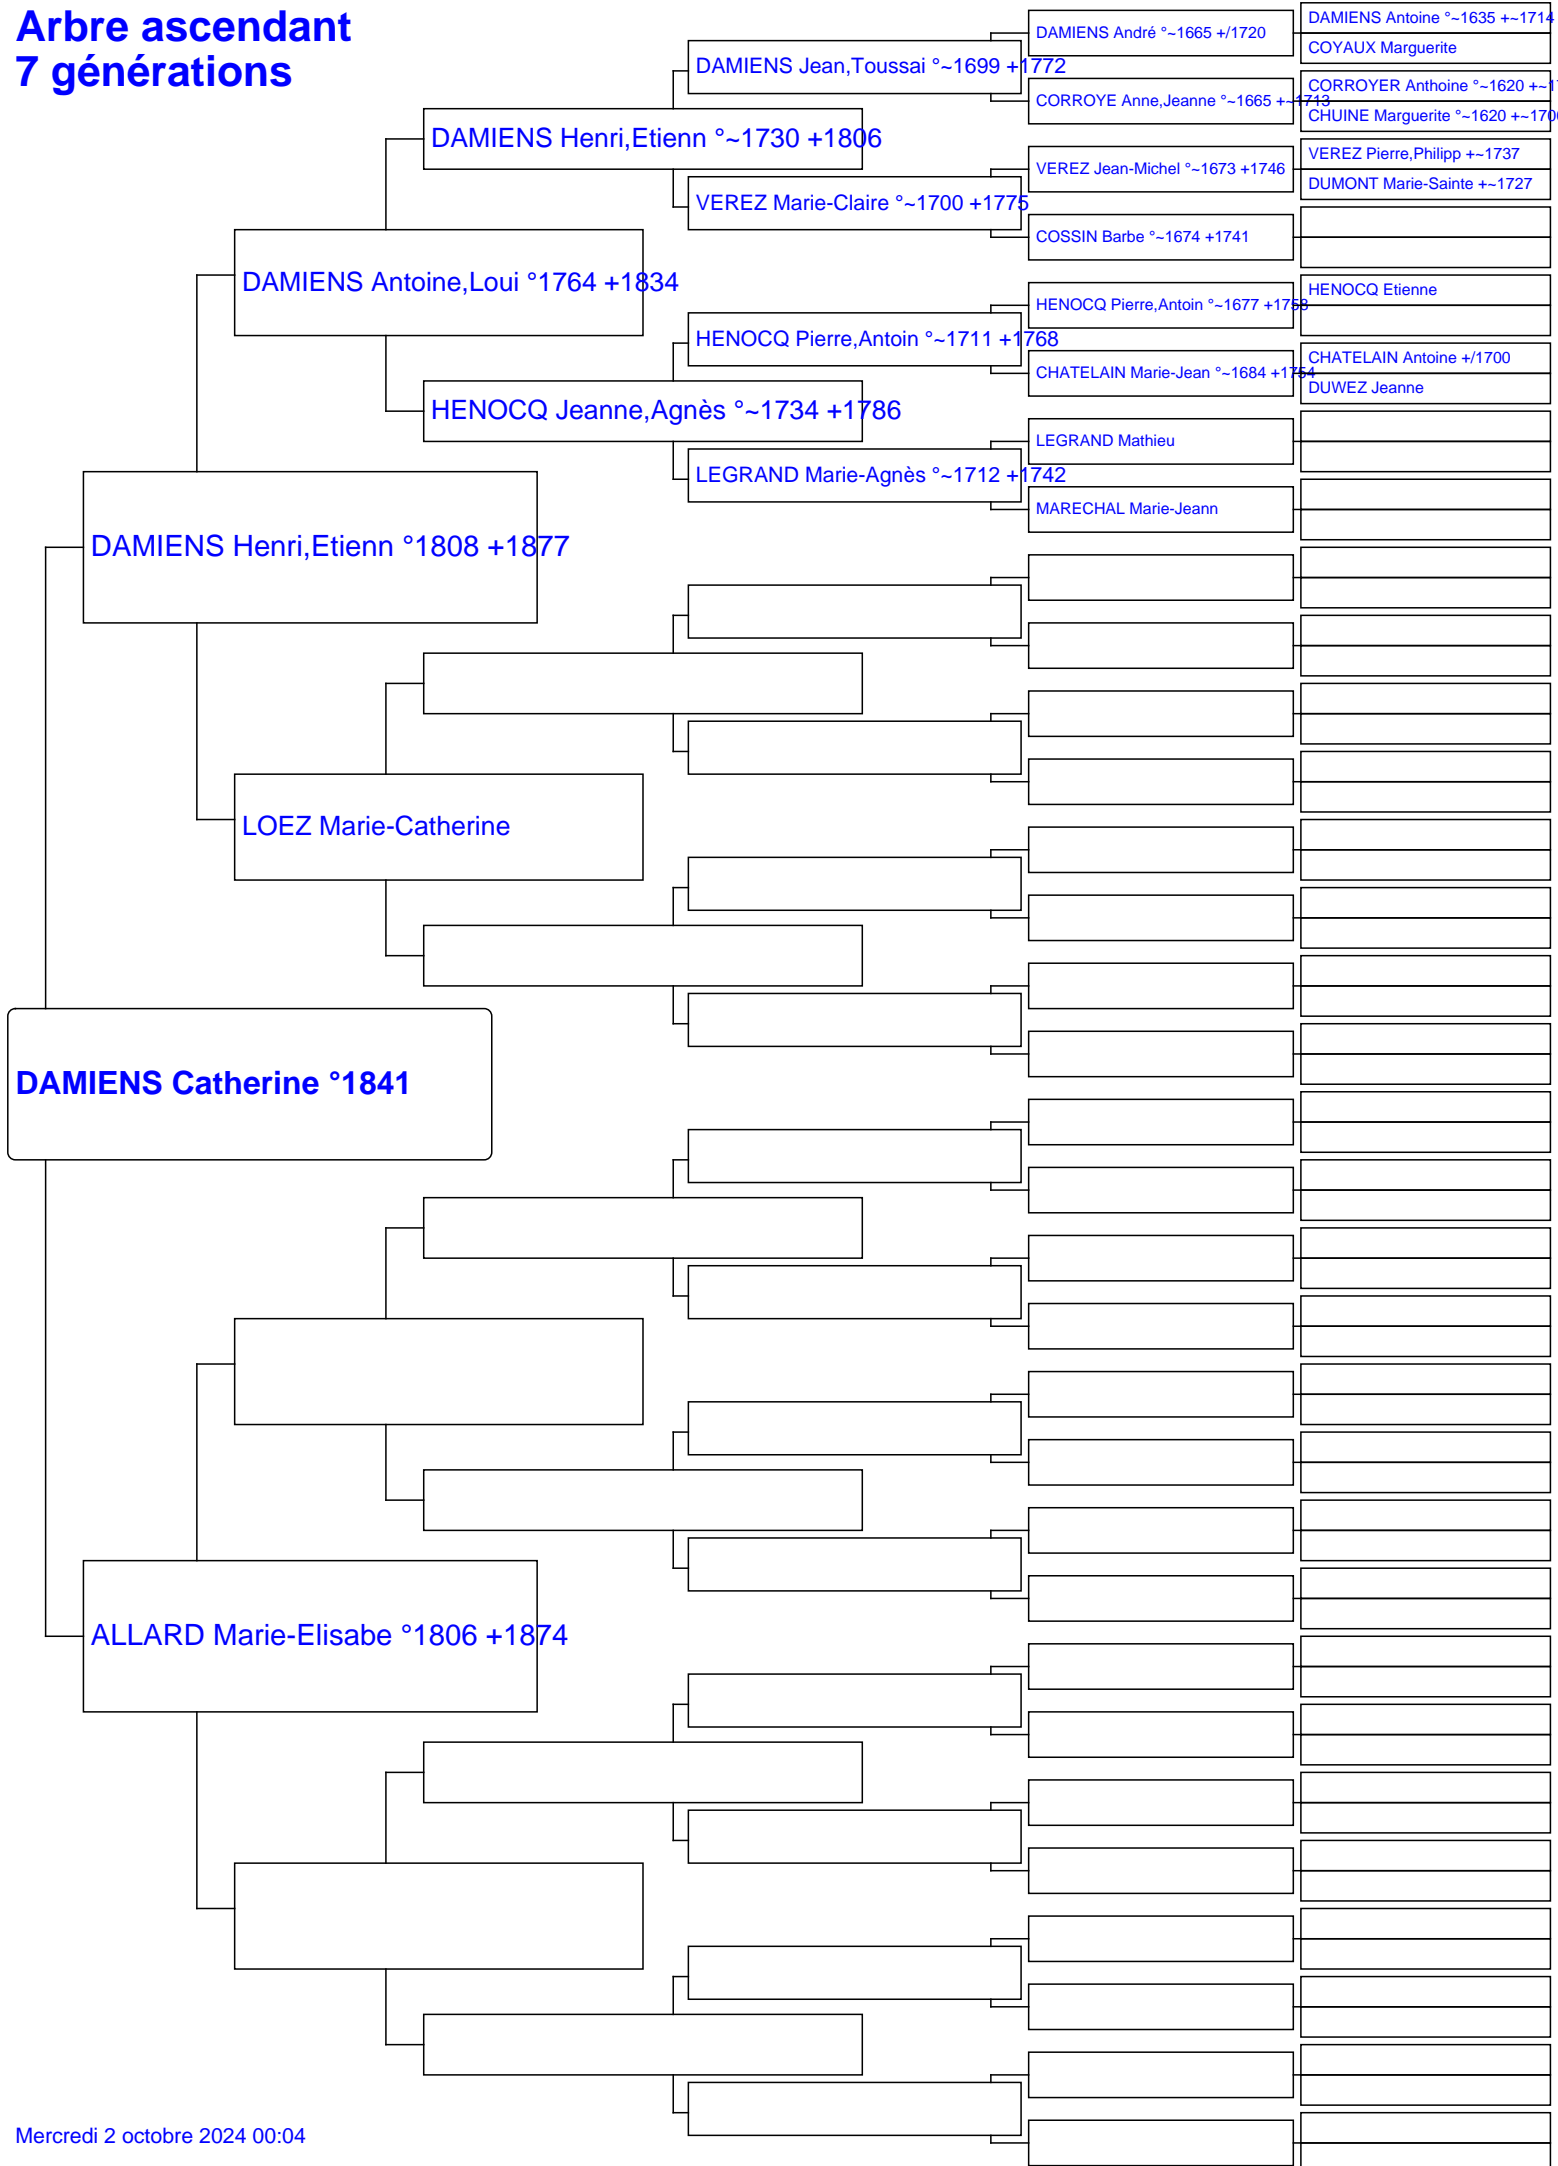 Arbre ascendant
7 générations
DAMIENS Antoine °~1635 +~1714
DAMIENS André °~1665 +/1720
COYAUX Marguerite
DAMIENS Jean,Toussai °~1699 +1772
CORROYER Anthoine °~1620 +~1
CORROYE Anne,Jeanne °~1665 +~1713
CHUINE Marguerite °~1620 +~170
DAMIENS Henri,Etienn °~1730 +1806
VEREZ Pierre,Philipp +~1737
VEREZ Jean-Michel °~1673 +1746
DUMONT Marie-Sainte +~1727
VEREZ Marie-Claire °~1700 +1775
COSSIN Barbe °~1674 +1741
DAMIENS Antoine,Loui °1764 +1834
HENOCQ Etienne
HENOCQ Pierre,Antoin °~1677 +1758
HENOCQ Pierre,Antoin °~1711 +1768
CHATELAIN Antoine +/1700
CHATELAIN Marie-Jean °~1684 +1754
DUWEZ Jeanne
HENOCQ Jeanne,Agnès °~1734 +1786
LEGRAND Mathieu
LEGRAND Marie-Agnès °~1712 +1742
MARECHAL Marie-Jeann
DAMIENS Henri,Etienn °1808 +1877
LOEZ Marie-Catherine
DAMIENS Catherine °1841
ALLARD Marie-Elisabe °1806 +1874
Mercredi 2 octobre 2024 00:04